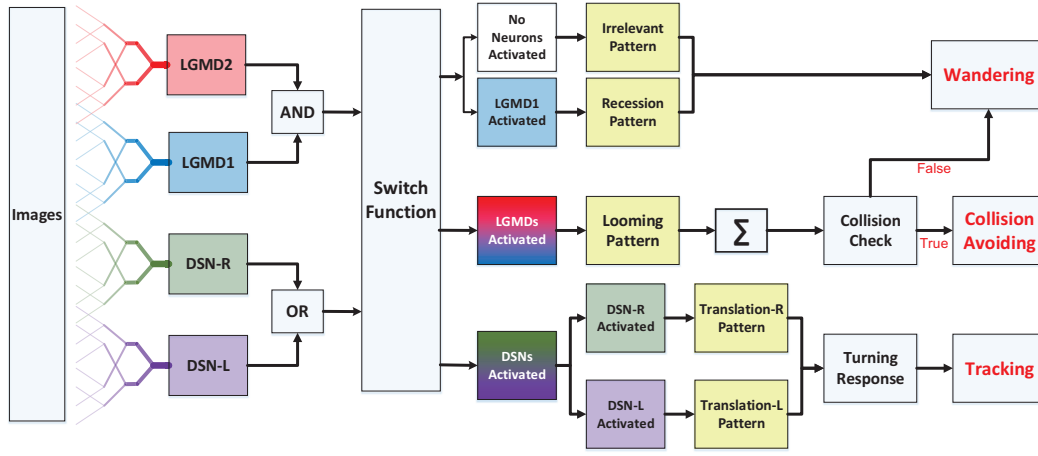 Images
LGMD2
LGMD1
DSN-R
DSN-L
AND
OR
Switch
Function
No
Neurons
Activated
Irrelevant
Pattern
LGMD1
Activated
Recession
Pattern
Wandering
False
LGMDs
Activated
Looming
Pattern
Σ
Collision
Check
True
Collision
Avoiding
DSNs
Activated
DSN-R
Activated
Translation-R
Pattern
DSN-L
Activated
Translation-L
Pattern
Turning
Response
Tracking